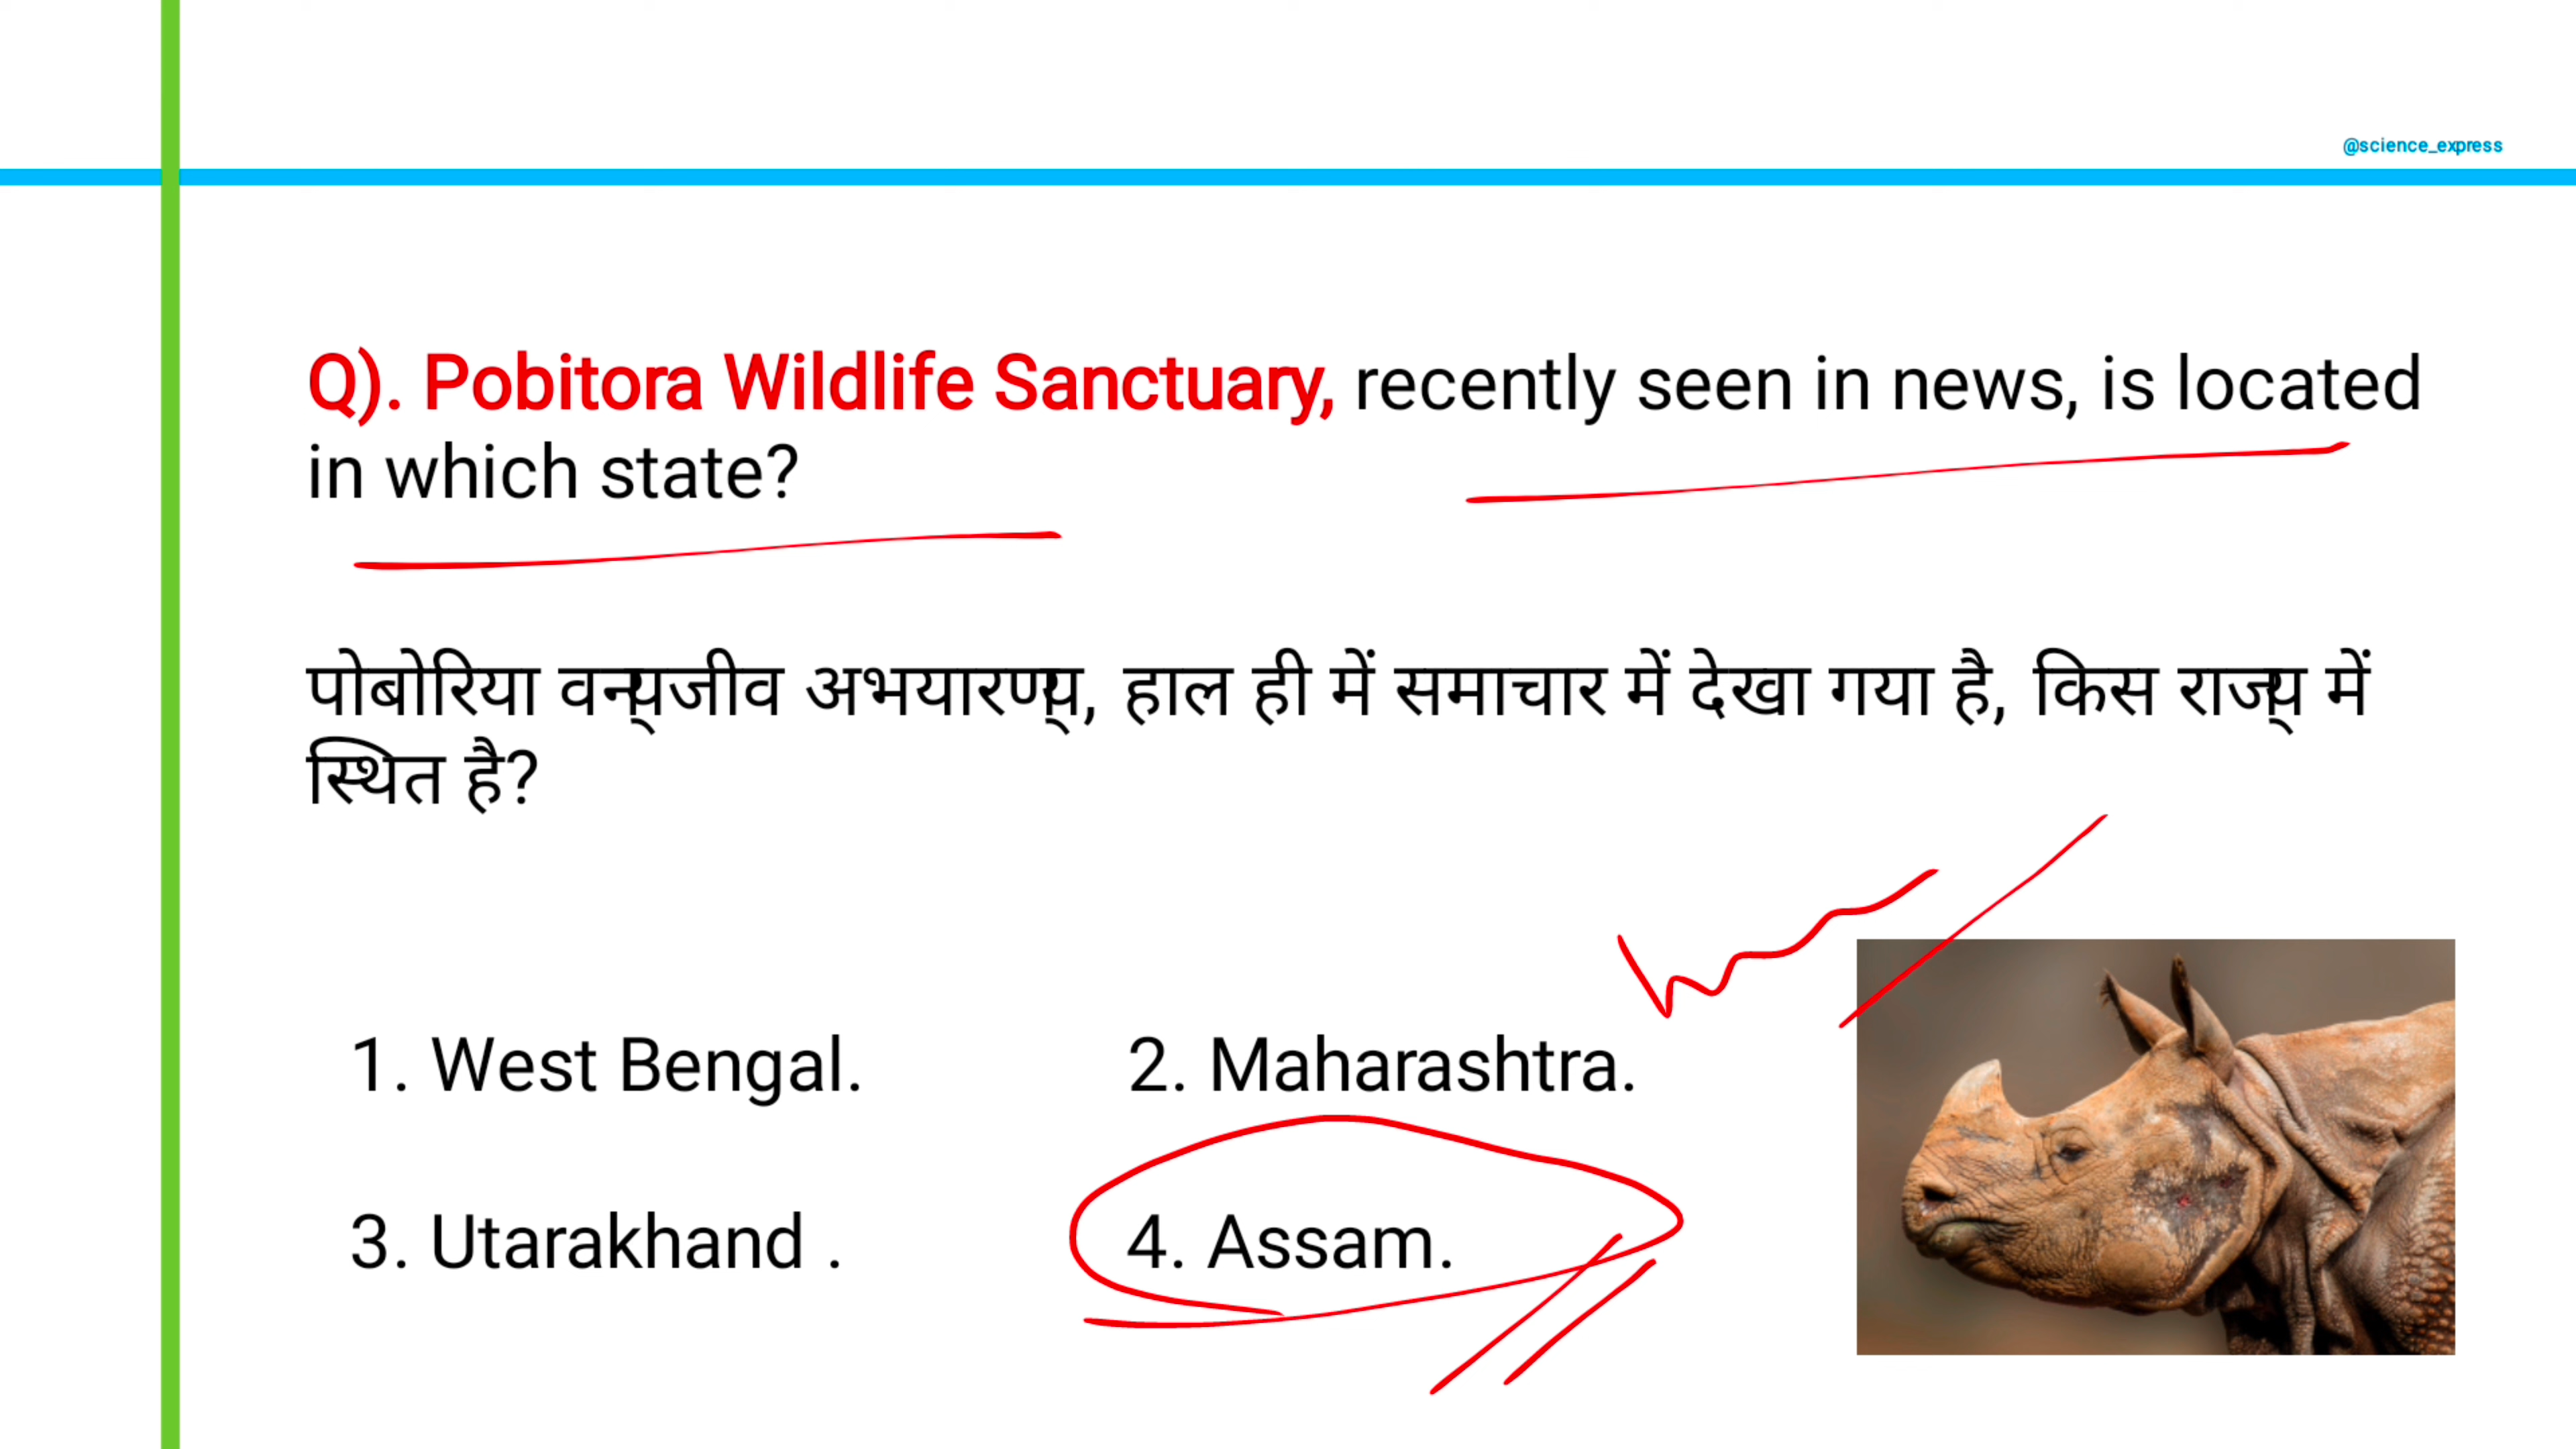 @science_express
Q). Pobitora Wildlife Sanctuary, recently seen in news, is located
in which state?
पोबोरिया वन्यजीव अभयारण्य, हाल ही में समाचार में देखा गया है, किस राज्य में
स्थित है?
1. West Bengal.
2. Maharashtra.
3. Utarakhand .
4. Assam.